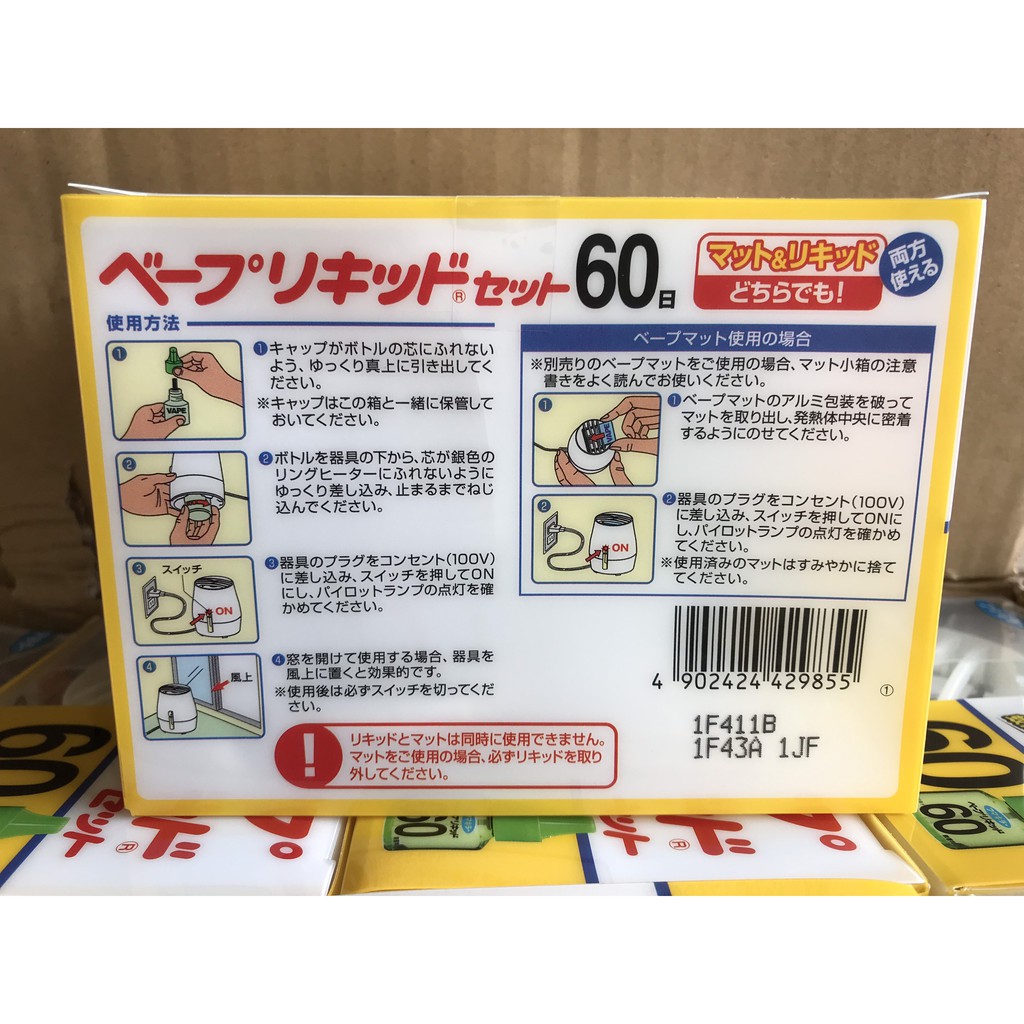 ベープリキッド® セット 60日
マット&リキッド
どちらでも!
両方
使える
使用方法
1
VAPE
①キャップがボトルの芯にふれない
よう、ゆっくり真上に引き出してく
ださい。
※キャップはこの箱と一緒に保管して
おいてください。
2
②ボトルを器具の下から、芯が銀色の
リングヒーターにふれないように
ゆっくり差し込み、止まるまでねじ
込んでください。
3
スイッチ
ON
③器具のプラグをコンセント(100V)
に差し込み、スイッチを押してON
にし、パイロットランプの点灯を確
かめてください。
4
風上
④窓を開けて使用する場合、器具を
風上に置くと効果的です。
※使用後は必ずスイッチを切ってくだ
さい。
!
リキッドとマットは同時に使用できません。
マットをご使用の場合、必ずリキッドを取り
外してください。
ベープマット使用の場合
※別売りのベープマットをご使用の場合、マット小箱の注意
書きをよく読んでお使いください。
1
①ベープマットのアルミ包装を破って
マットを取り出し、発熱体中央に密着
するようにのせてください。
2
ON
②器具のプラグをコンセント(100V)
に差し込み、スイッチを押してONに
し、パイロットランプの点灯を確かめ
てください。
※使用済みのマットはすみやかに捨て
てください。
4 902424 429855
①
1F411B
1F43A 1JF
60
プ
セット
ド®
60
プ
セット
ド®
60
60